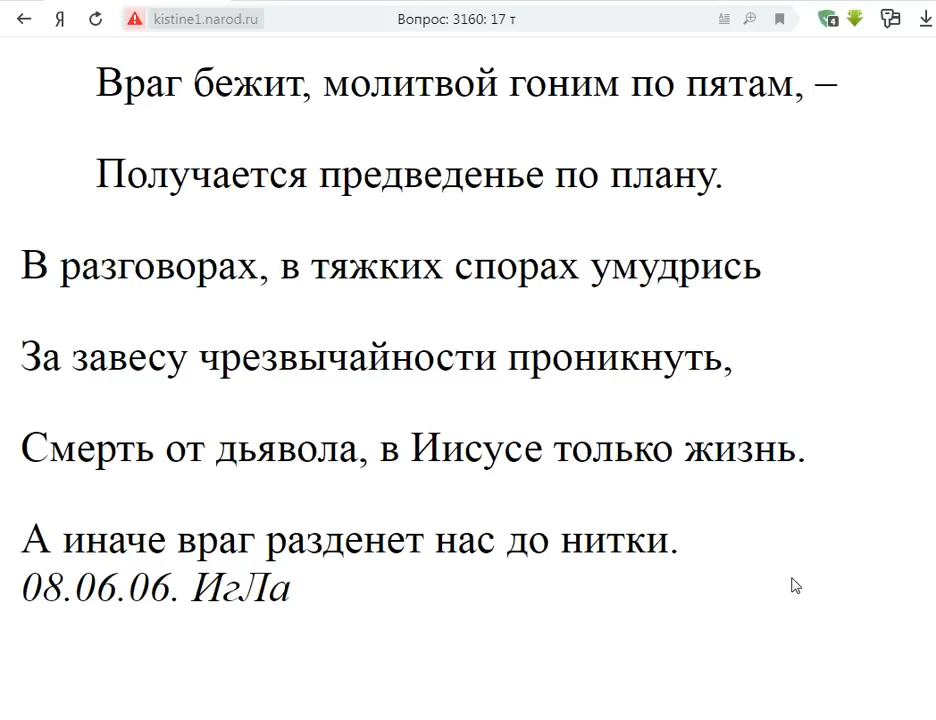 Я kistine1.narod.ru Вопрос: 3160: 17 т 4
Враг бежит, молитвой гоним по пятам, –
Получается предведенье по плану.
В разговорах, в тяжких спорах умудрись
За завесу чрезвычайности проникнуть,
Смерть от дьявола, в Иисусе только жизнь.
А иначе враг разденет нас до нитки.
08.06.06. ИгЛа